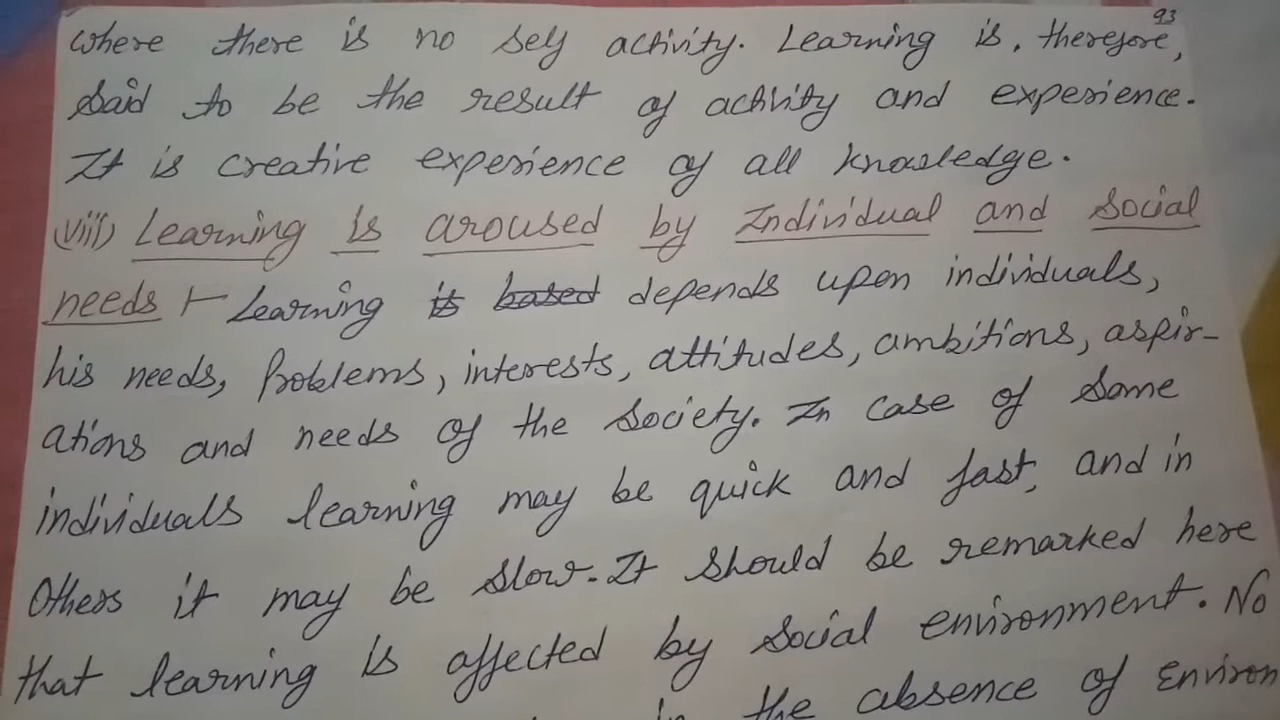 93
where there is no self activity. Learning is, therefore,
said to be the result of activity and experience.
It is creative experience of all knowledge.
(viii) Learning is aroused by Individual and Social
needs :- Learning is based depends upon individuals,
his needs, Problems, interests, attitudes, ambitions, aspir-
ations and needs of the Society. In case of some
individuals learning may be quick and fast, and in
Others it may be slow. It should be remarked here
that learning is affected by social environment. No
in the absence of Environ